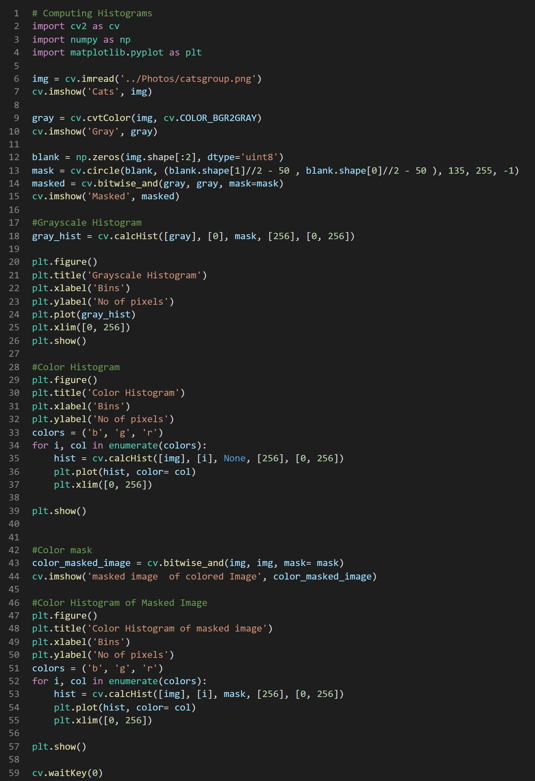 1 # Computing Histograms
2 import cv2 as cv
3 import numpy as np
4 import matplotlib.pyplot as plt
5
6 img = cv.imread('../Photos/catsgroup.png')
7 cv.imshow('Cats', img)
8
9 gray = cv.cvtColor(img, cv.COLOR_BGR2GRAY)
10 cv.imshow('Gray', gray)
11
12 blank = np.zeros(img.shape[:2], dtype='uint8')
13 mask = cv.circle(blank, (blank.shape[1]//2 - 50 , blank.shape[0]//2 - 50 ), 135, 255, -1)
14 masked = cv.bitwise_and(gray, gray, mask=mask)
15 cv.imshow('Masked', masked)
16
17 #Grayscale Histogram
18 gray_hist = cv.calcHist([gray], [0], mask, [256], [0, 256])
19
20 plt.figure()
21 plt.title('Grayscale Histogram')
22 plt.xlabel('Bins')
23 plt.ylabel('No of pixels')
24 plt.plot(gray_hist)
25 plt.xlim([0, 256])
26 plt.show()
27
28 #Color Histogram
29 plt.figure()
30 plt.title('Color Histogram')
31 plt.xlabel('Bins')
32 plt.ylabel('No of pixels')
33 colors = ('b', 'g', 'r')
34 for i, col in enumerate(colors):
35     hist = cv.calcHist([img], [i], None, [256], [0, 256])
36     plt.plot(hist, color= col)
37     plt.xlim([0, 256])
38
39 plt.show()
40
41
42 #Color mask
43 color_masked_image = cv.bitwise_and(img, img, mask= mask)
44 cv.imshow('masked image  of colored Image', color_masked_image)
45
46 #Color Histogram of Masked Image
47 plt.figure()
48 plt.title('Color Histogram of masked image')
49 plt.xlabel('Bins')
50 plt.ylabel('No of pixels')
51 colors = ('b', 'g', 'r')
52 for i, col in enumerate(colors):
53     hist = cv.calcHist([img], [i], mask, [256], [0, 256])
54     plt.plot(hist, color= col)
55     plt.xlim([0, 256])
56
57 plt.show()
58
59 cv.waitKey(0)